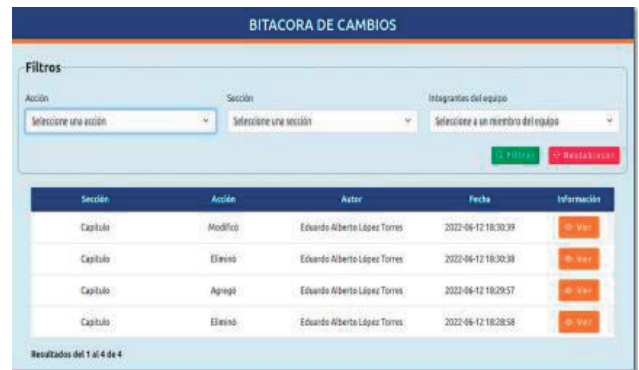 BITACORA DE CAMBIOS
Filtros
Acción Sección Integrantes del equipo
Seleccione una acción Seleccione una sección Seleccione a un miembro del equipo
Filtrar Restablecer
Sección Acción Autor Fecha Información
Capitulo Modificó Eduardo Alberto López Torres 2022-06-12 18:30:39 Ver
Capitulo Eliminó Eduardo Alberto López Torres 2022-06-12 18:30:38 Ver
Capitulo Agregó Eduardo Alberto López Torres 2022-06-12 18:29:57 Ver
Capitulo Eliminó Eduardo Alberto López Torres 2022-06-12 18:28:58 Ver
Resultados del 1 al 4 de 4